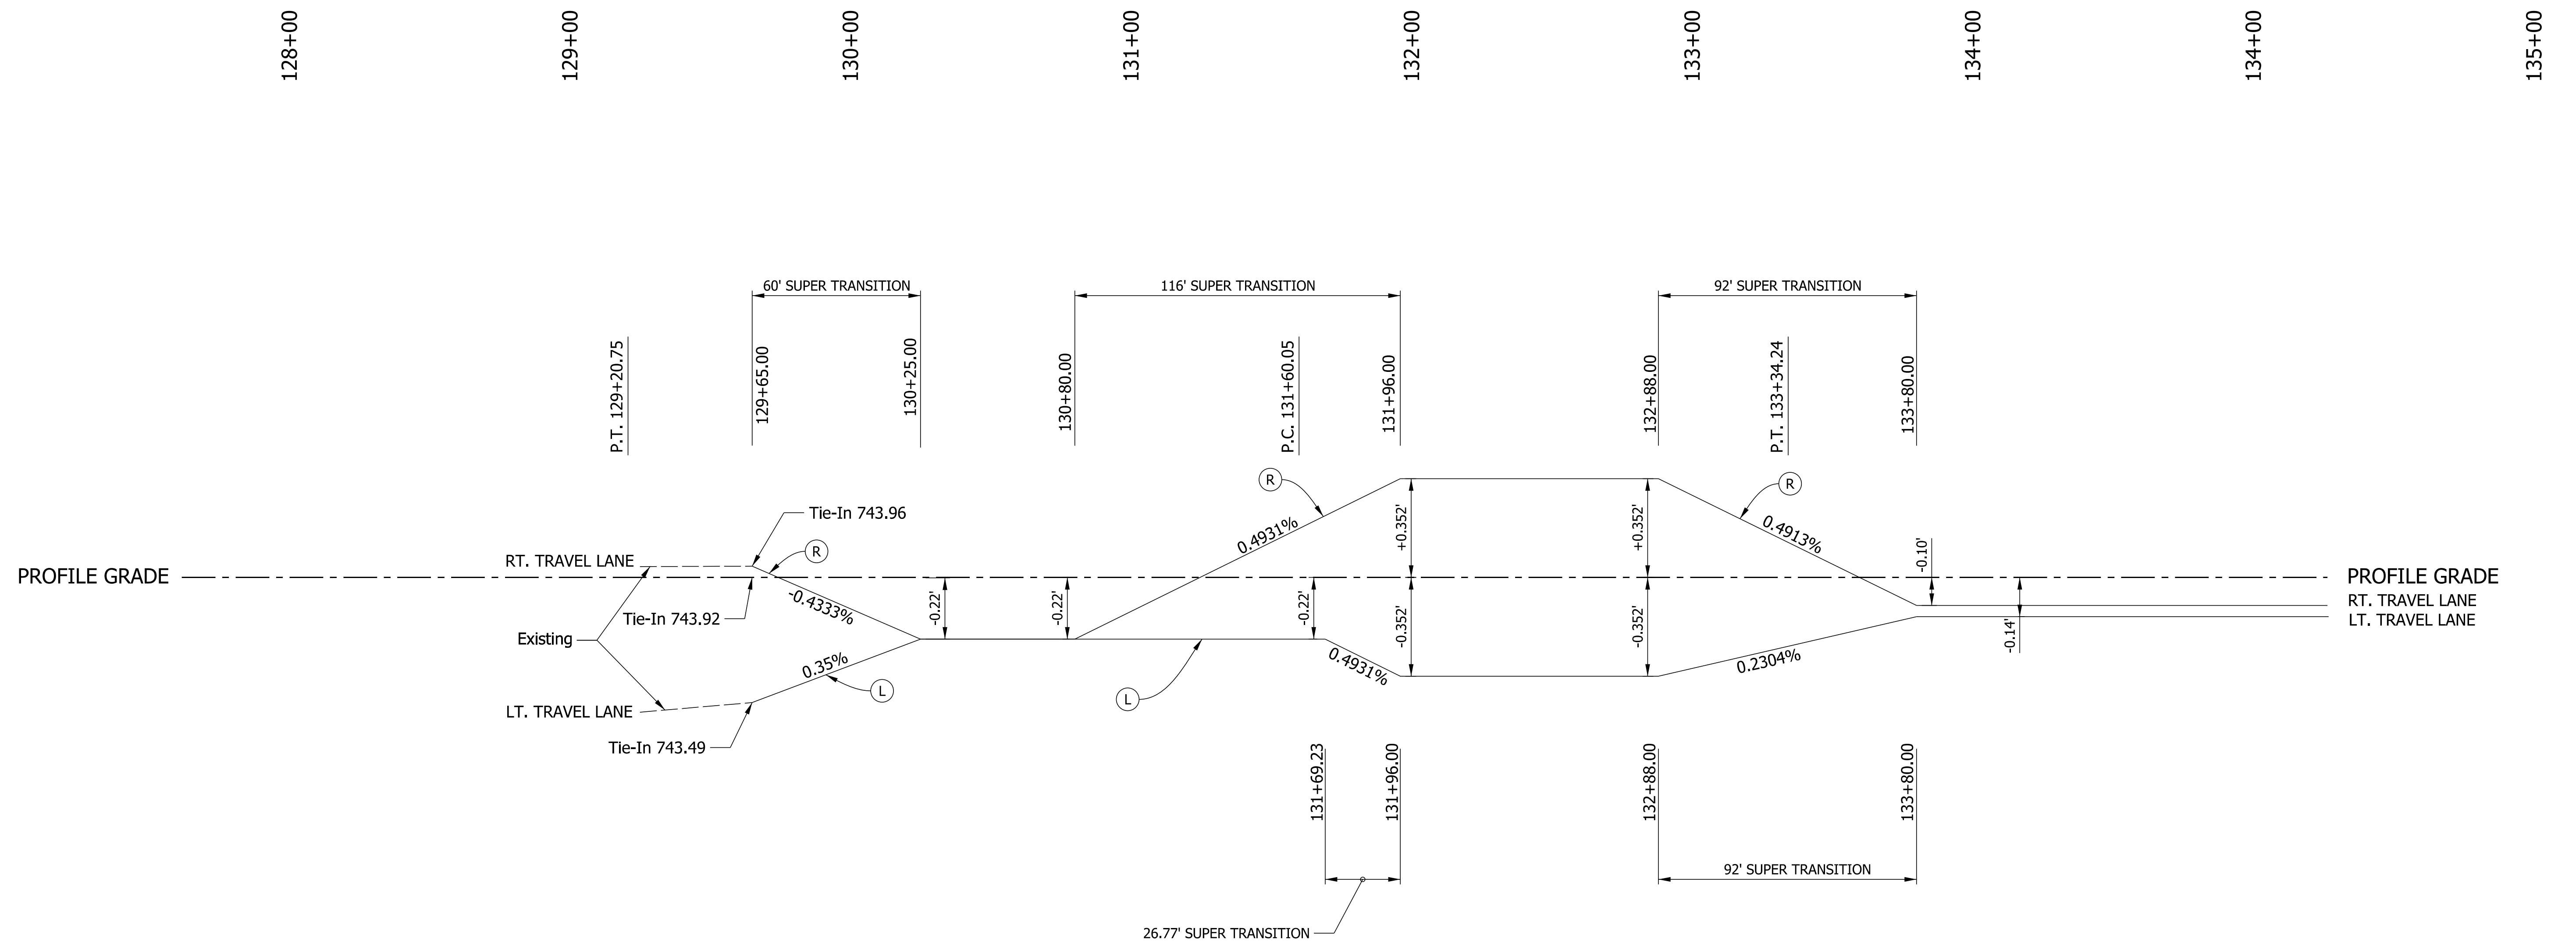 128+00
129+00
130+00
131+00
132+00
133+00
134+00
134+00
135+00
60' SUPER TRANSITION
116' SUPER TRANSITION
92' SUPER TRANSITION
P.T. 129+20.75
129+65.00
130+25.00
130+80.00
P.C. 131+60.05
131+96.00
132+88.00
P.T. 133+34.24
133+80.00
R
R
Tie-In 743.96
+0.352'
+0.352'
0.4931%
0.4913%
R
-0.10'
RT. TRAVEL LANE
PROFILE GRADE
PROFILE GRADE
-0.4333%
-0.22'
-0.22'
-0.22'
-0.352'
-0.352'
RT. TRAVEL LANE
Tie-In 743.92
LT. TRAVEL LANE
Existing
-0.14'
0.35%
0.4931%
0.2304%
L
L
LT. TRAVEL LANE
Tie-In 743.49
131+69.23
131+96.00
132+88.00
133+80.00
92' SUPER TRANSITION
26.77' SUPER TRANSITION